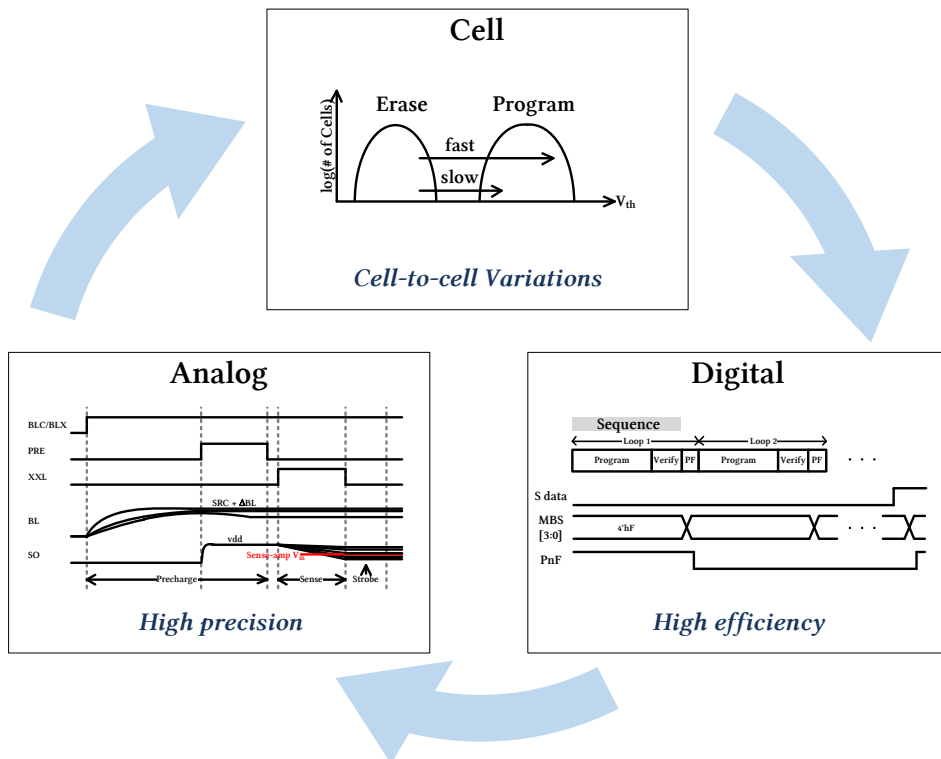 Cell
Erase Program
log(# of Cells)
fast
slow
Vth
Cell-to-cell Variations
Analog
BLC/BLX
PRE
XXL
SRC + ΔBL
BL
vdd
SO
Sense-amp Vth
Precharge Sense Strobe
High precision
Digital
Sequence
Loop 1 Loop 2
Program Verify PF Program Verify PF . . .
S data
MBS
[3:0]
4'hF . . .
PnF
High efficiency